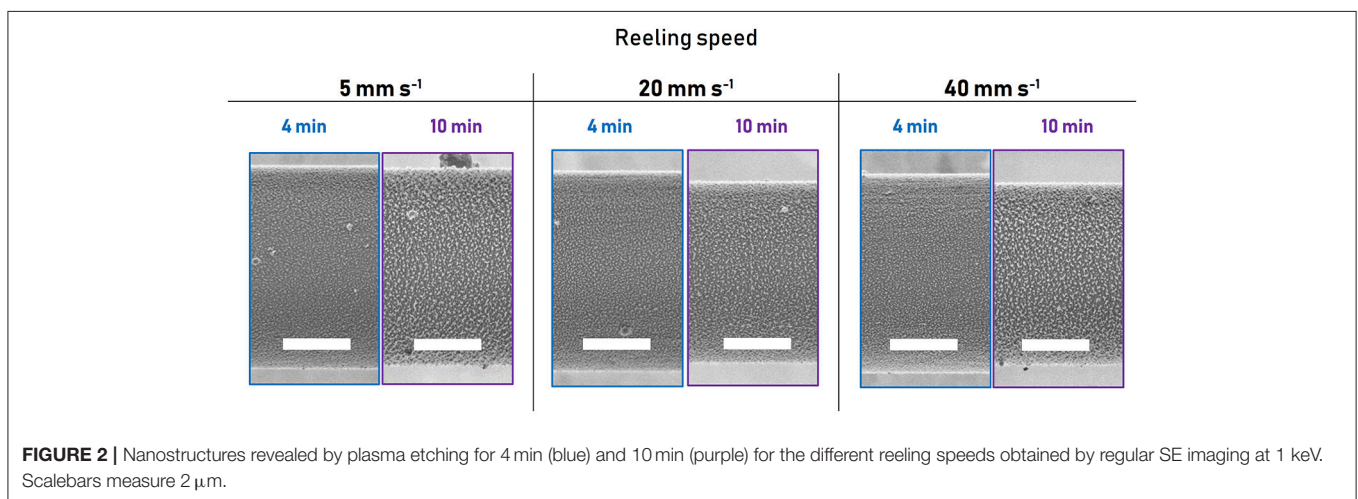 Reeling speed
5 mm s⁻¹ 20 mm s⁻¹ 40 mm s⁻¹
4 min 10 min 4 min 10 min 4 min 10 min
FIGURE 2 | Nanostructures revealed by plasma etching for 4 min (blue) and 10 min (purple) for the different reeling speeds obtained by regular SE imaging at 1 keV.
Scalebars measure 2 μm.